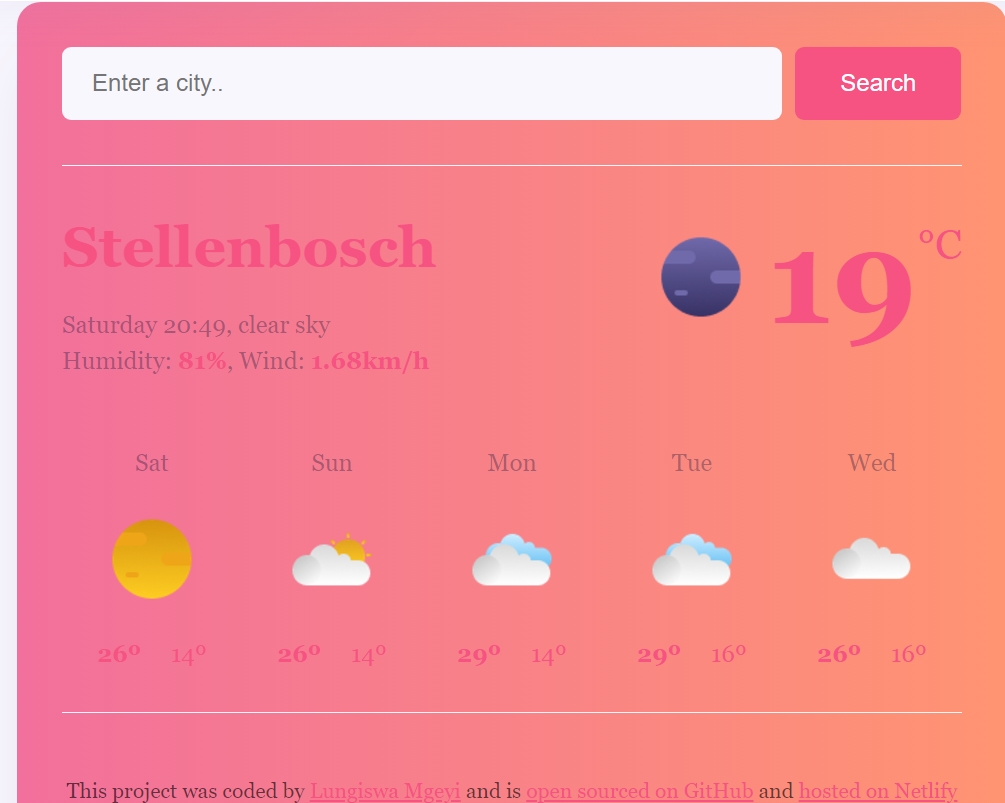 Enter a city..
Search
Stellenbosch
19 °C
Saturday 20:49, clear sky
Humidity: 81%, Wind: 1.68km/h
Sat Sun Mon Tue Wed
26° 14° 26° 14° 29° 14° 29° 16° 26° 16°
This project was coded by Lungiswa Mgeyi and is open sourced on GitHub and hosted on Netlify